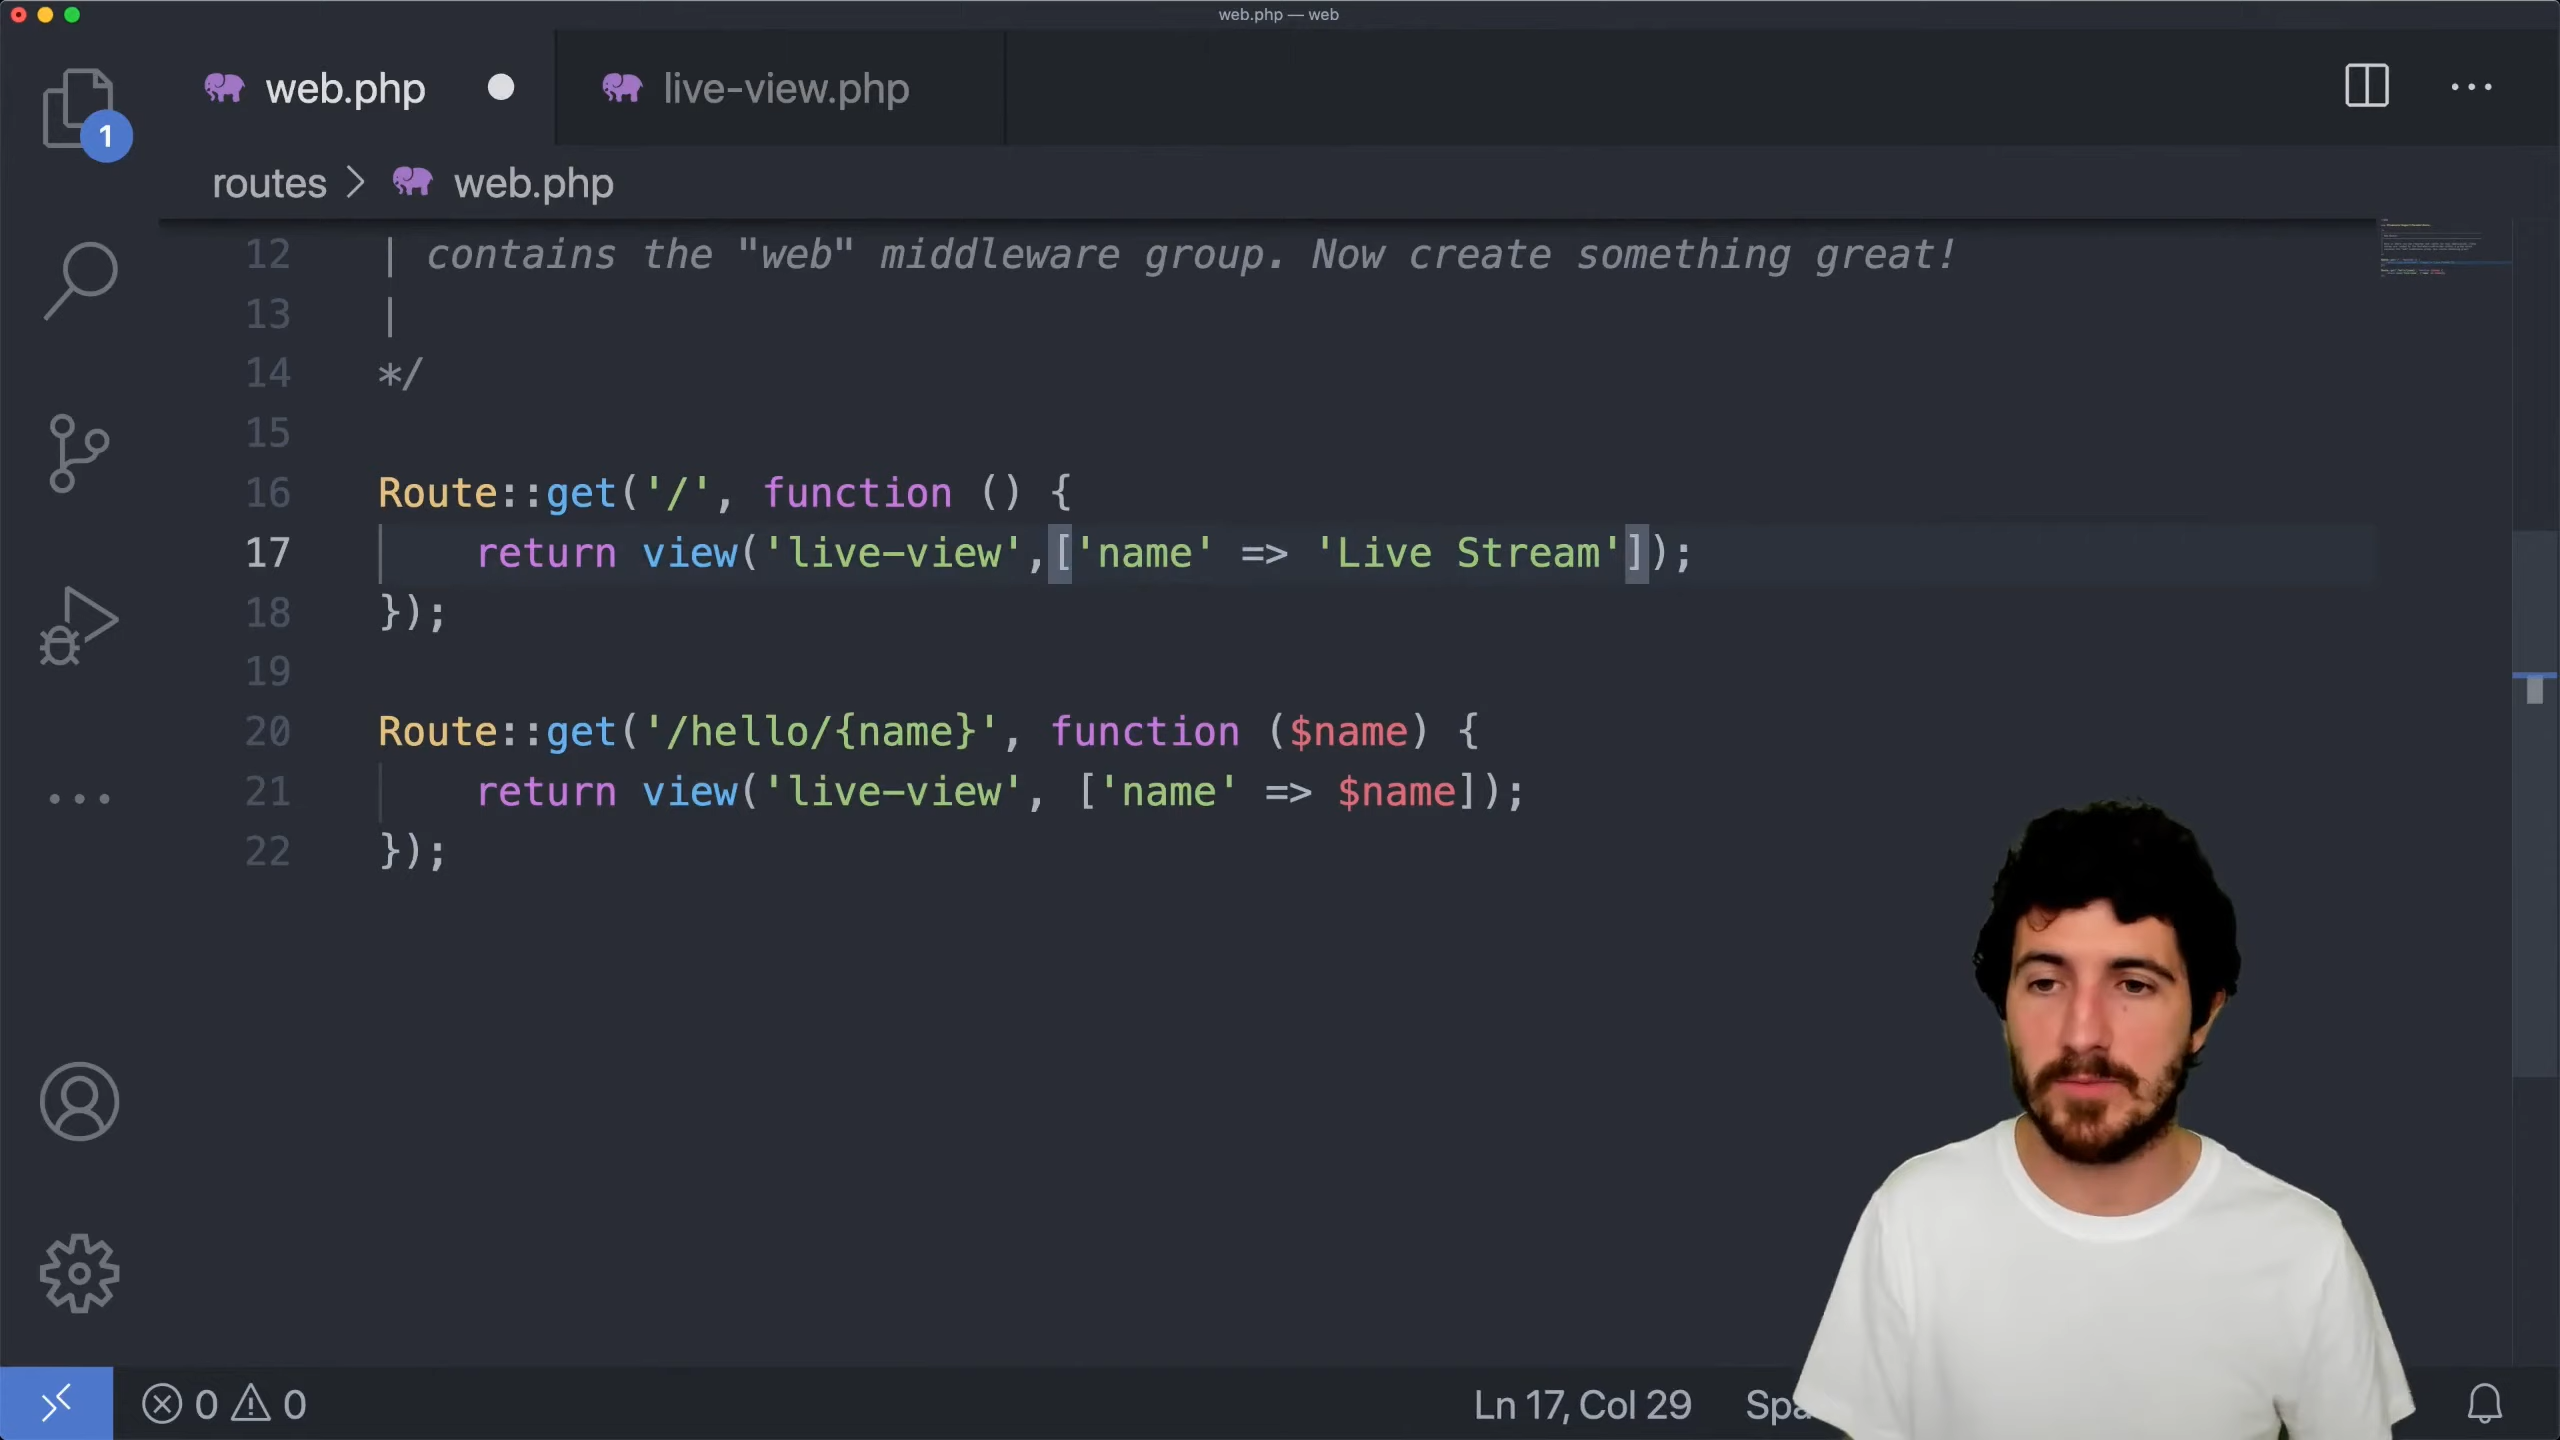 web.php — web
web.php
live-view.php
1
routes > web.php
12 | contains the "web" middleware group. Now create something great!
13 |
14 */
15
16 Route::get('/', function () {
17 return view('live-view',['name' => 'Live Stream']);
18 });
19
20 Route::get('/hello/{name}', function ($name) {
21 return view('live-view', ['name' => $name]);
22 });
0 0
Ln 17, Col 29